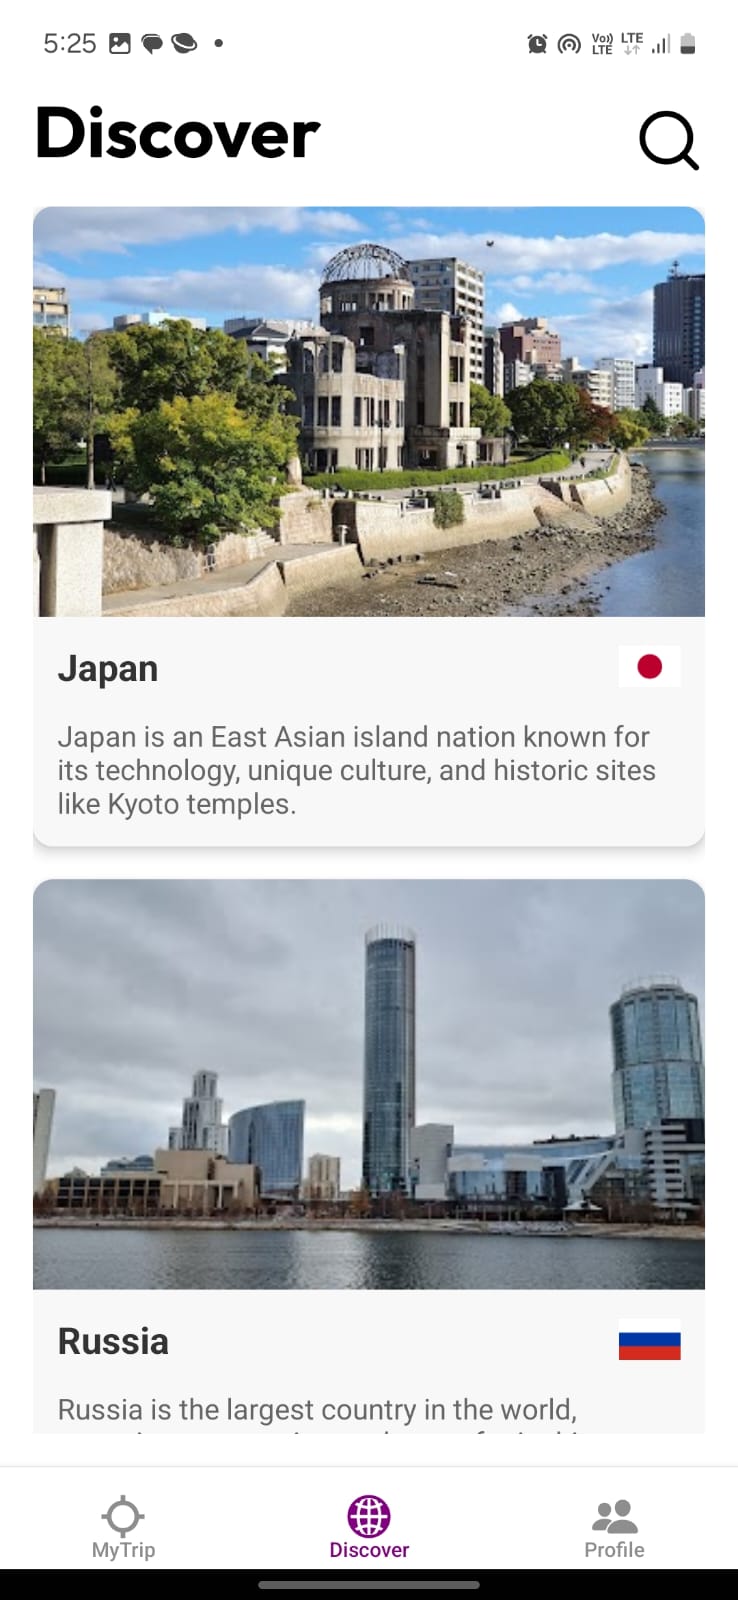 5:25
Vo)) LTE
LTE
Discover
Japan
Japan is an East Asian island nation known for
its technology, unique culture, and historic sites
like Kyoto temples.
Russia
Russia is the largest country in the world,
MyTrip
Discover
Profile